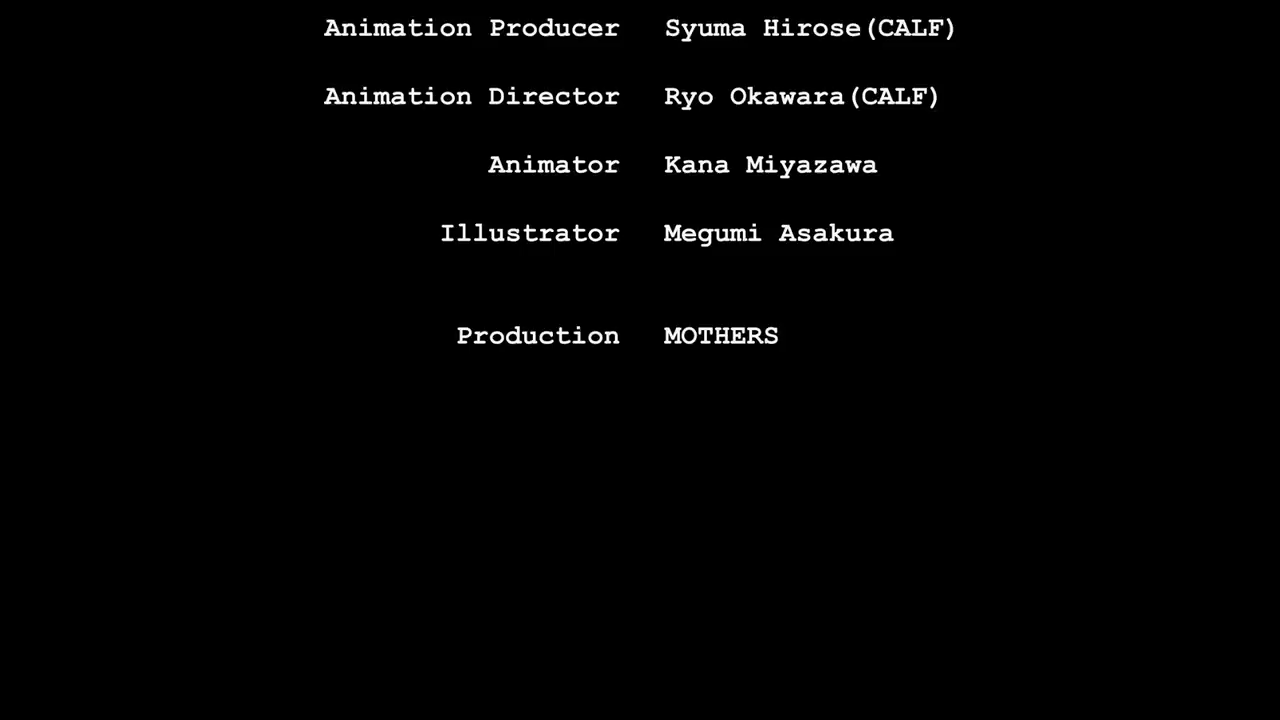 Animation Producer Syuma Hirose(CALF)
Animation Director Ryo Okawara(CALF)
Animator Kana Miyazawa
Illustrator Megumi Asakura
Production MOTHERS